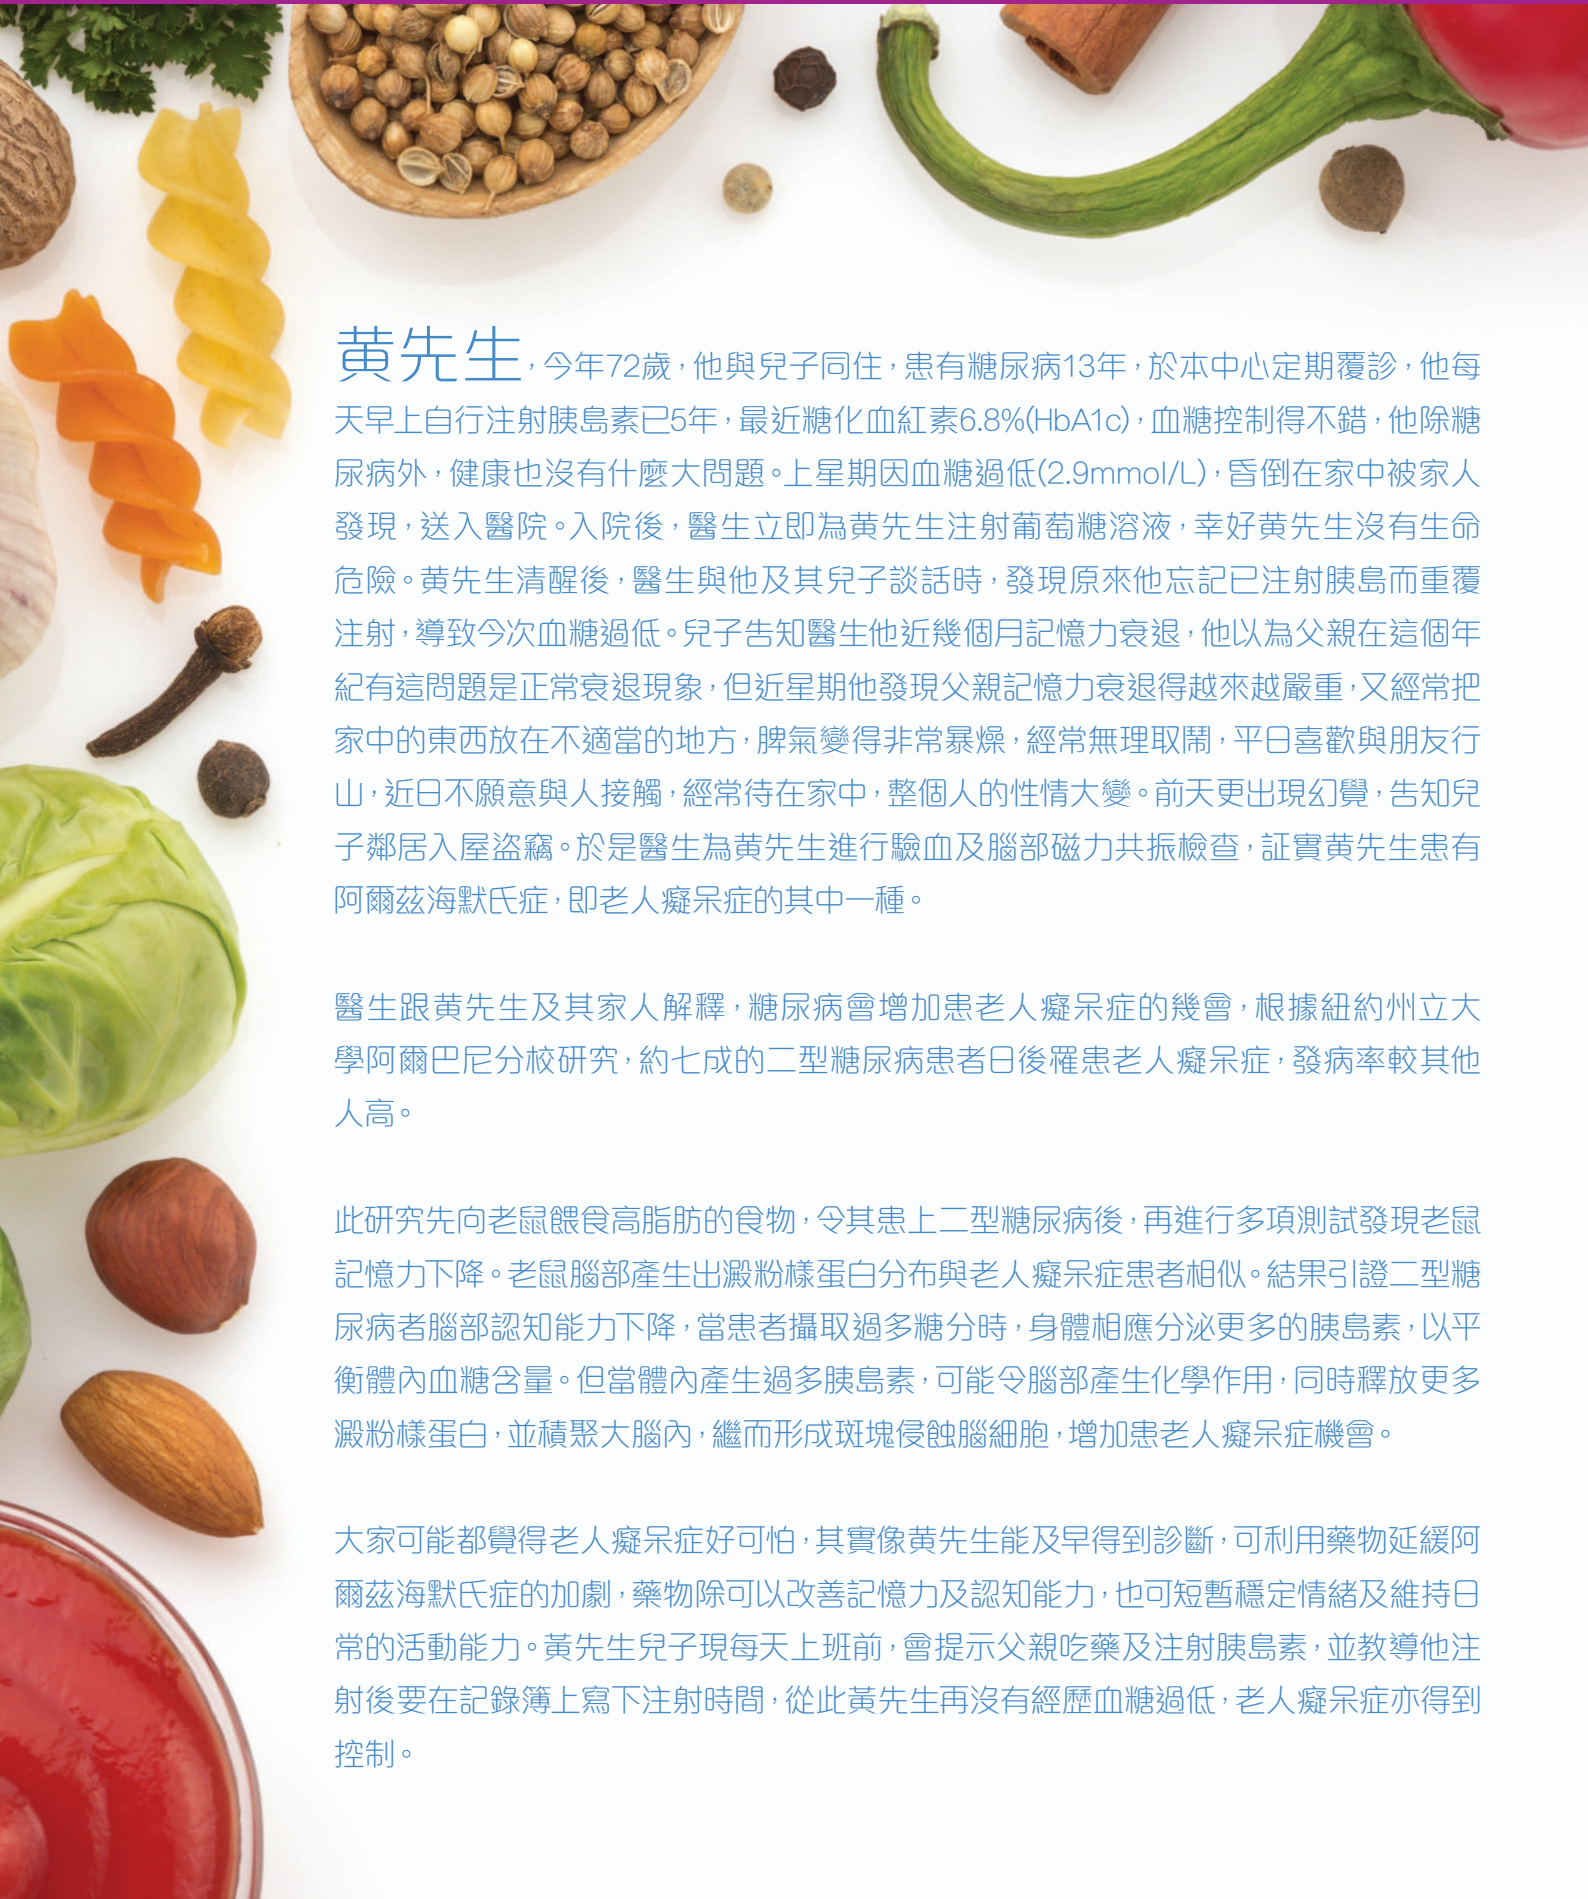 黄先生，今年72歲，他與兒子同住，患有糖尿病13年，於本中心定期覆診，他每
天早上自行注射胰島素已5年，最近糖化血紅素6.8%(HbA1c)，血糖控制得不錯，他除糖
尿病外，健康也沒有什麼大問題。上星期因血糖過低(2.9mmol/L)，昏倒在家中被家人
發現，送入醫院。入院後，醫生立即為黄先生注射葡萄糖溶液，幸好黄先生沒有生命
危險。黄先生清醒後，醫生與他及其兒子談話時，發現原來他忘記已注射胰島而重覆
注射，導致今次血糖過低。兒子告知醫生他近幾個月記憶力衰退，他以為父親在這個年
紀有這問題是正常衰退現象，但近星期他發現父親記憶力衰退得越來越嚴重，又經常把
家中的東西放在不適當的地方，脾氣變得非常暴燥，經常無理取鬧，平日喜歡與朋友行
山，近日不願意與人接觸，經常待在家中，整個人的性情大變。前天更出現幻覺，告知兒
子鄰居入屋盜竊。於是醫生為黄先生進行驗血及腦部磁力共振檢查，証實黄先生患有
阿爾茲海默氏症，即老人癡呆症的其中一種。
醫生跟黄先生及其家人解釋，糖尿病會增加患老人癡呆症的幾會，根據紐約州立大
學阿爾巴尼分校研究，約七成的二型糖尿病患者日後罹患老人癡呆症，發病率較其他
人高。
此研究先向老鼠餵食高脂肪的食物，令其患上二型糖尿病後，再進行多項測試發現老鼠
記憶力下降。老鼠腦部產生出澱粉樣蛋白分布與老人癡呆症患者相似。結果引證二型糖
尿病者腦部認知能力下降，當患者攝取過多糖分時，身體相應分泌更多的胰島素，以平
衡體內血糖含量。但當體內產生過多胰島素，可能令腦部產生化學作用，同時釋放更多
澱粉樣蛋白，並積聚大腦內，繼而形成斑塊侵蝕腦細胞，增加患老人癡呆症機會。
大家可能都覺得老人癡呆症好可怕，其實像黄先生能及早得到診斷，可利用藥物延緩阿
爾茲海默氏症的加劇，藥物除可以改善記憶力及認知能力，也可短暫穩定情緒及維持日
常的活動能力。黃先生兒子現每天上班前，會提示父親吃藥及注射胰島素，並教導他注
射後要在記錄簿上寫下注射時間，從此黃先生再沒有經歷血糖過低，老人癡呆症亦得到
控制。